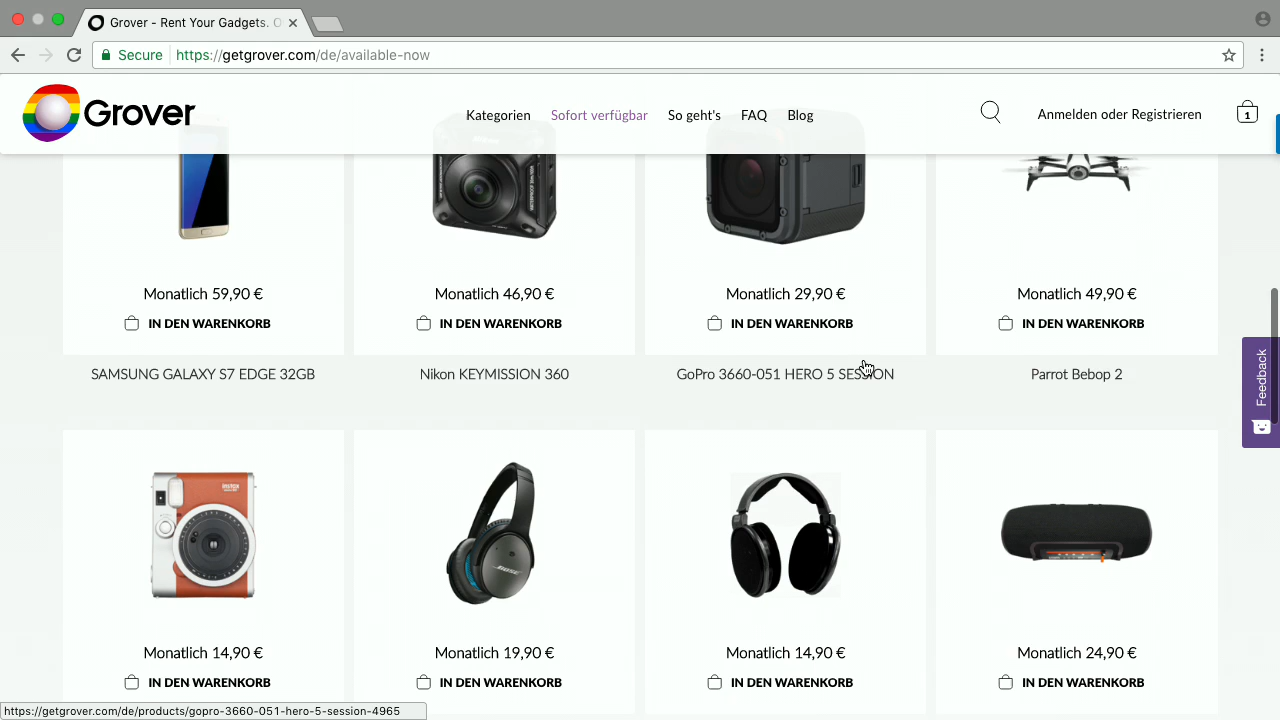 Grover - Rent Your Gadgets. O
Secure
https://getgrover.com/de/available-now
Grover
Kategorien
Sofort verfügbar
So geht's
FAQ
Blog
Anmelden oder Registrieren
1
Monatlich 59,90 €
Monatlich 46,90 €
Monatlich 29,90 €
Monatlich 49,90 €
IN DEN WARENKORB
IN DEN WARENKORB
IN DEN WARENKORB
IN DEN WARENKORB
SAMSUNG GALAXY S7 EDGE 32GB
Nikon KEYMISSION 360
GoPro 3660-051 HERO 5 SESSION
Parrot Bebop 2
Feedback
instax
BOSE
Monatlich 14,90 €
Monatlich 19,90 €
Monatlich 14,90 €
Monatlich 24,90 €
IN DEN WARENKORB
IN DEN WARENKORB
IN DEN WARENKORB
IN DEN WARENKORB
https://getgrover.com/de/products/gopro-3660-051-hero-5-session-4965